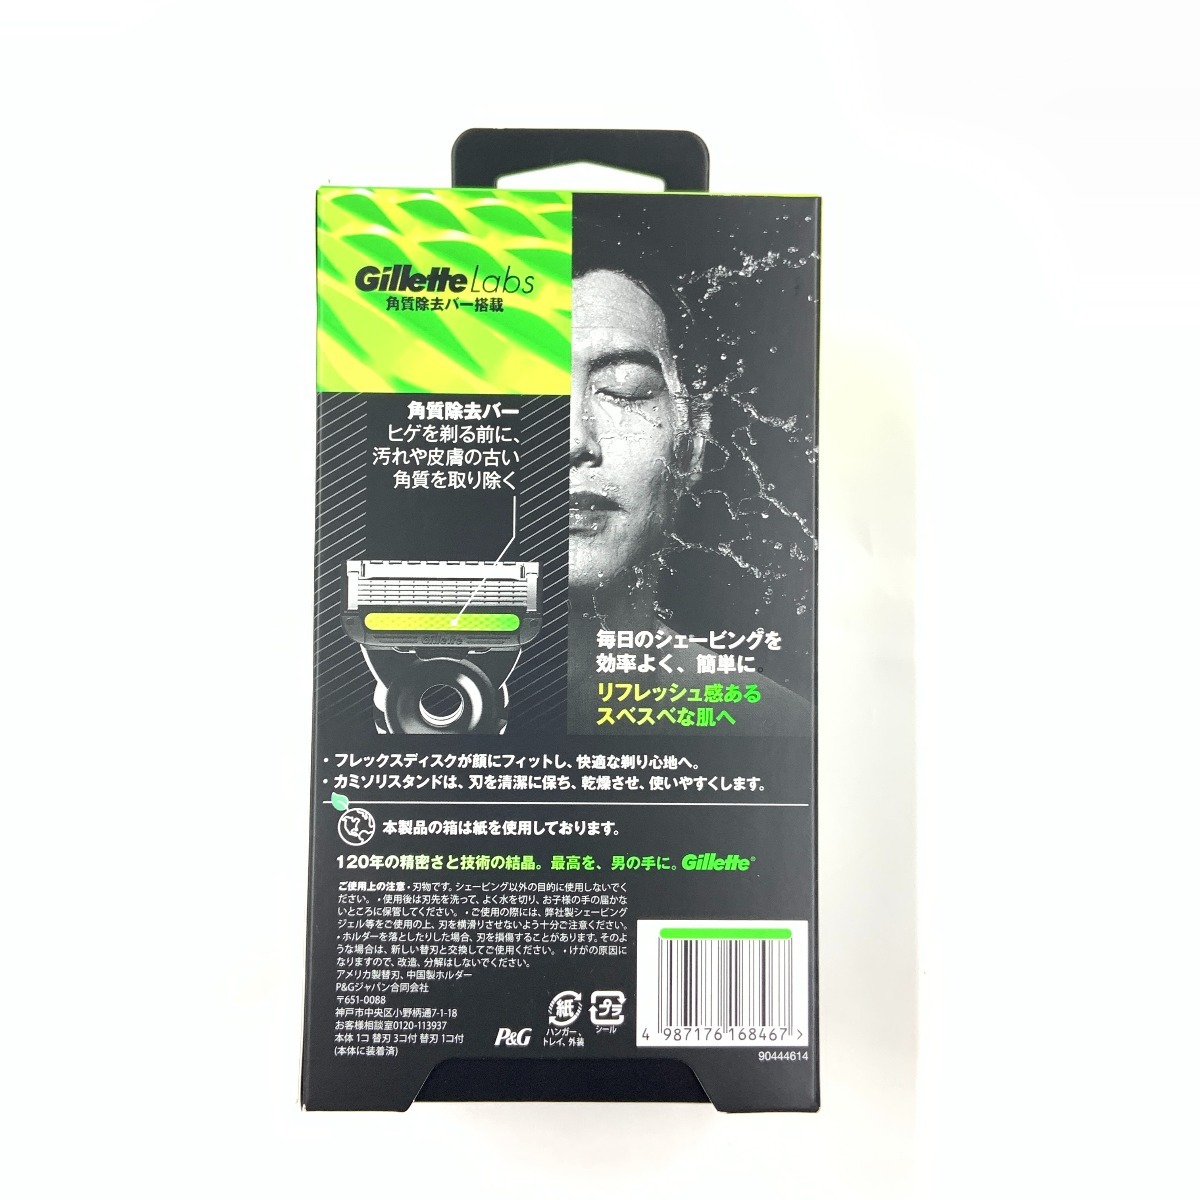 Gillette Labs
角質除去バー搭載
角質除去バー
ヒゲを剃る前に、
汚れや皮膚の古い
角質を取り除く
Gillette
毎日のシェービングを
効率よく、簡単に。
リフレッシュ感ある
スベスベな肌へ
・フレックスディスクが顔にフィットし、快適な剃り心地へ。
・カミソリスタンドは、刃を清潔に保ち、乾燥させ、使いやすくします。
本製品の箱は紙を使用しております。
120年の精密さと技術の結晶。最高を、男の手に。Gillette®
ご使用上の注意・刃物です。シェービング以外の目的に使用しないでく
ださい。・使用後は刃先を洗って、よく水を切り、お子様の手の届かな
いところに保管してください。・ご使用の際には、弊社製シェービング
ジェル等をご使用の上、刃を横滑りさせないよう十分ご注意ください。
・ホルダーを落としたりした場合、刃を損傷することがあります。そのよ
うな場合は、新しい替刃と交換してご使用ください。・けがの原因に
なりますので、改造、分解はしないでください。
アメリカ製替刃、中国製ホルダー
P&Gジャパン合同会社
〒651-0088
神戸市中央区小野柄通7-1-18
お客様相談室0120-113937
本体 1コ 替刃 3コ付 替刃 1コ付
(本体に装着済)
P&G
紙
ハンガー、
トレイ、外装
プラ
シール
4 987176 168467 >
90444614